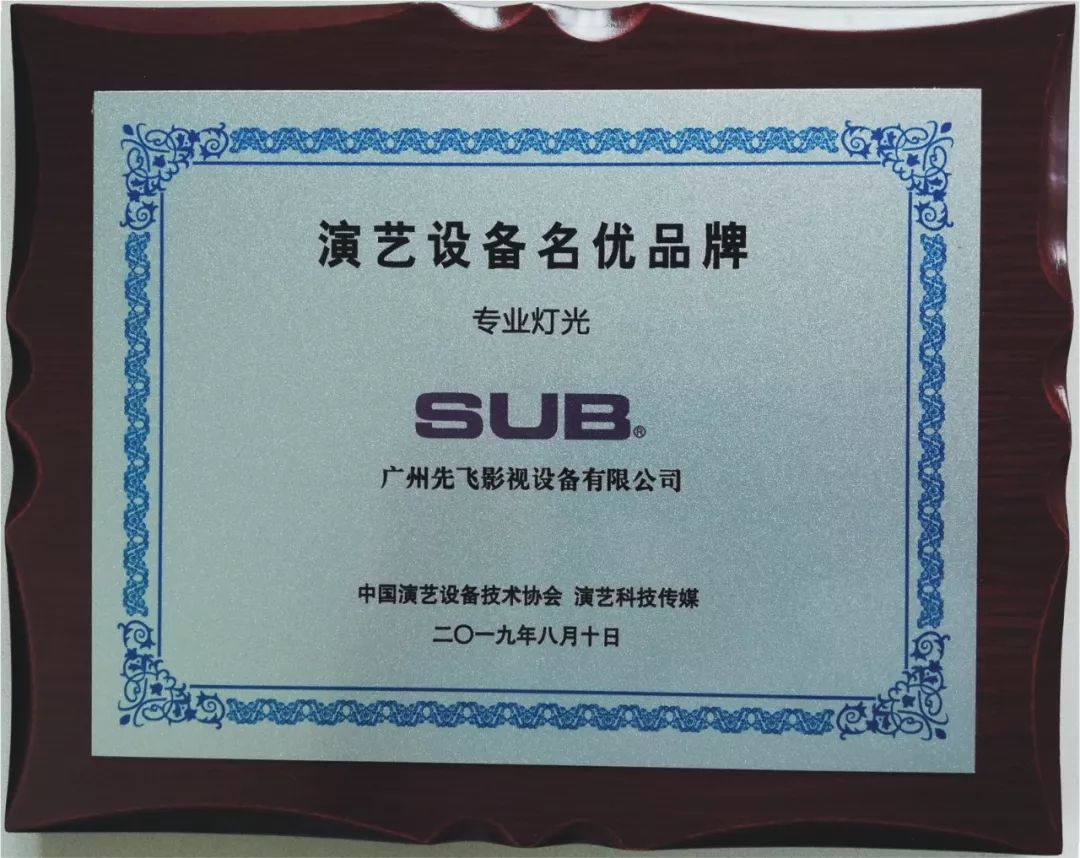 演艺设备名优品牌
专业灯光
SUB®
广州先飞影视设备有限公司
中国演艺设备技术协会 演艺科技传媒
二〇一九年八月十日